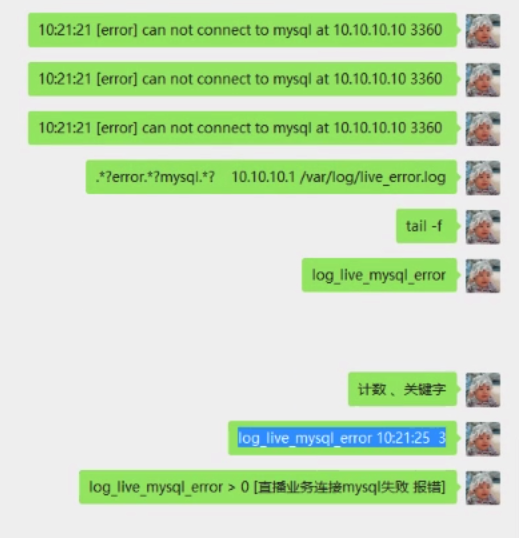 10:21:21 [error] can not connect to mysql at 10.10.10.10 3360
10:21:21 [error] can not connect to mysql at 10.10.10.10 3360
10:21:21 [error] can not connect to mysql at 10.10.10.10 3360
.*?error.*?mysql.*?    10.10.10.1 /var/log/live_error.log
tail -f
log_live_mysql_error
计数 、关键字
log_live_mysql_error 10:21:25  3
log_live_mysql_error > 0 [直播业务连接mysql失败 报错]